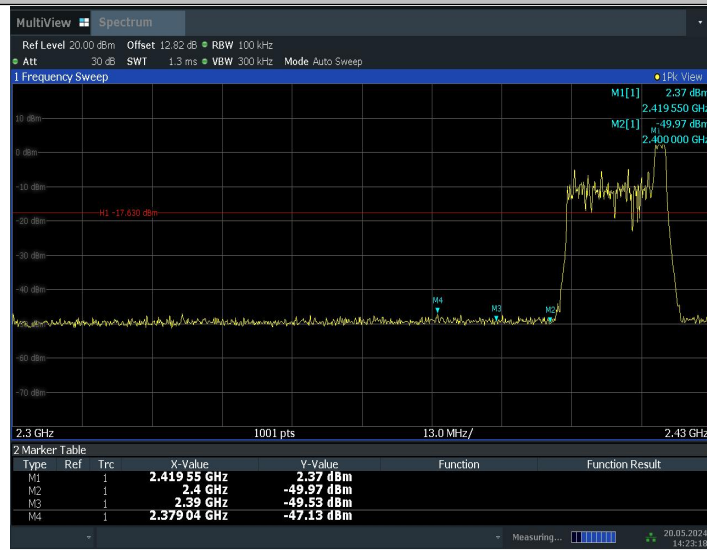 MultiView Spectrum
Ref Level 20.00 dBm Offset 12.82 dB RBW 100 kHz
Att 30 dB SWT 1.3 ms VBW 300 kHz Mode Auto Sweep
1 Frequency Sweep 1Pk View
M1[1] 2.37 dBm
2.419 550 GHz
M2[1] -49.97 dBm
2.400 000 GHz
M1
10 dBm
0 dBm
-10 dBm
H1 -17.630 dBm
-20 dBm
-30 dBm
-40 dBm
M4
M3
M2
-60 dBm
-70 dBm
2.3 GHz 1001 pts 13.0 MHz/ 2.43 GHz
2 Marker Table
Type Ref Trc X-Value Y-Value Function Function Result
M1 1 2.419 55 GHz 2.37 dBm
M2 1 2.4 GHz -49.97 dBm
M3 1 2.39 GHz -49.53 dBm
M4 1 2.379 04 GHz -47.13 dBm
Measuring... 20.05.2024
14:23:18